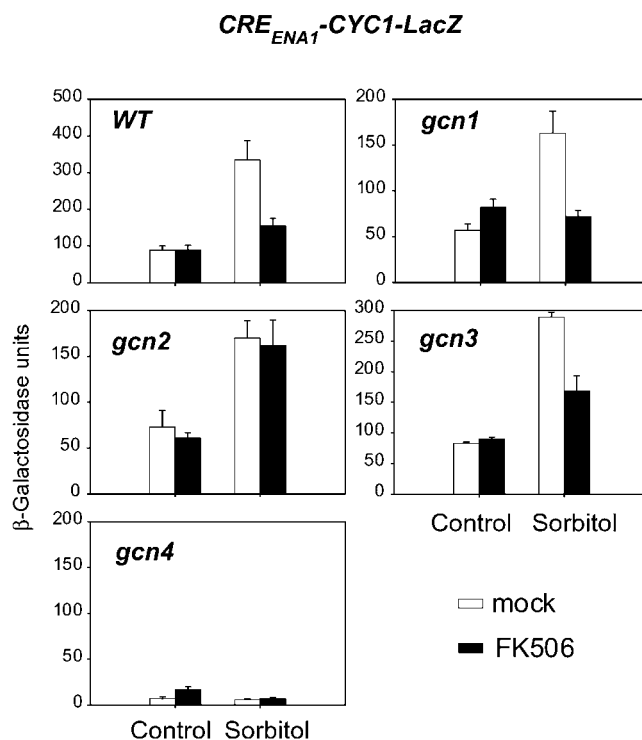 CRE_ENA1-CYC1-LacZ
β-Galactosidase units
WT
500
400
300
200
100
0
gcn1
200
150
100
50
0
gcn2
200
150
100
50
0
gcn3
300
250
200
150
100
50
0
Control Sorbitol
gcn4
200
150
100
50
0
Control Sorbitol
mock
FK506